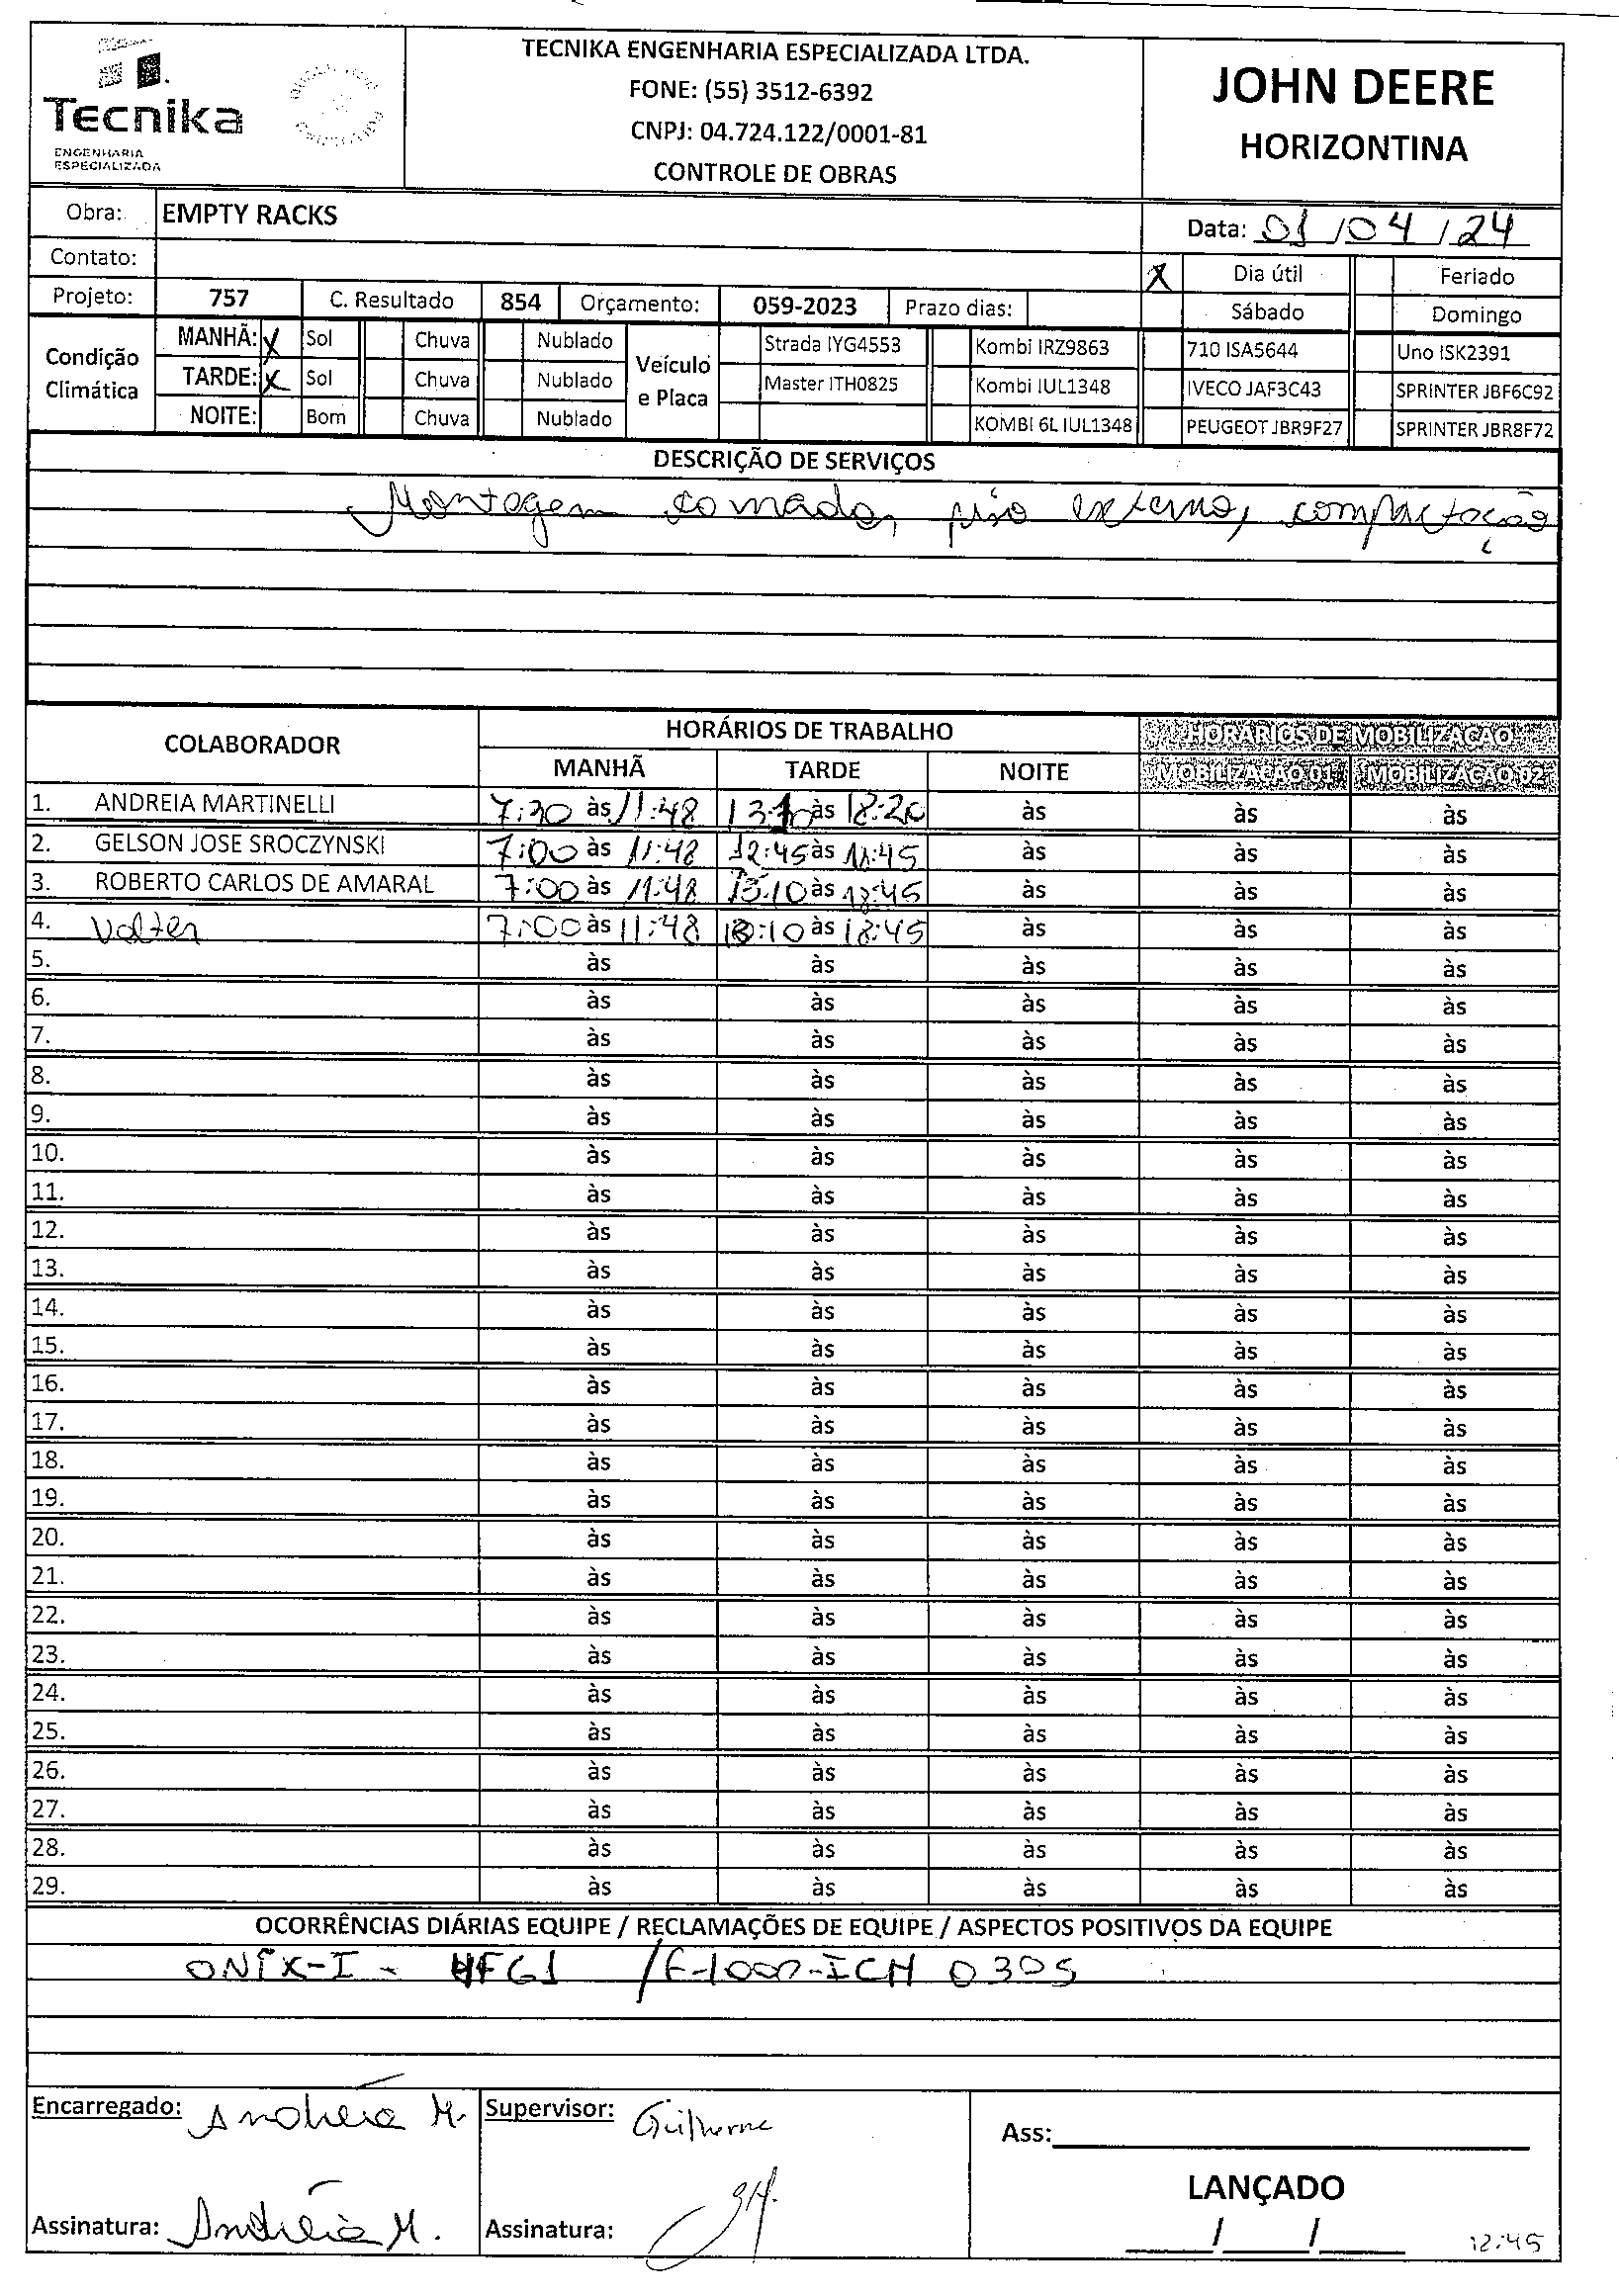 Tecnika
ENGENHARIA
ESPECIALIZADA
TECNIKA ENGENHARIA ESPECIALIZADA LTDA.
FONE: (55) 3512-6392
CNPJ: 04.724.122/0001-81
CONTROLE DE OBRAS
JOHN DEERE
HORIZONTINA
Obra: EMPTY RACKS
Data: 01/04/24
Contato:
X Dia útil Feriado
Projeto: 757 C. Resultado 854 Orçamento: 059-2023 Prazo dias: Sábado Domingo
Condição Climática
MANHÃ: X Sol Chuva Nublado
TARDE: X Sol Chuva Nublado
NOITE: Bom Chuva Nublado
Veículo e Placa
Strada IYG4553 Kombi IRZ9863 710 ISA5644 Uno ISK2391
Master ITH0825 Kombi IUL1348 IVECO JAF3C43 SPRINTER JBF6C92
KOMBI 6L IUL1348 PEUGEOT JBR9F27 SPRINTER JBR8F72
DESCRIÇÃO DE SERVIÇOS
Montagem piso externo, compactação
COLABORADOR HORÁRIOS DE TRABALHO HORÁRIOS DE MOBILIZAÇÃO
MANHÃ TARDE NOITE MOBILIZAÇÃO 01 MOBILIZAÇÃO 02
1. ANDREIA MARTINELLI 7:30 às 11:48 13:10 às 18:20 às às às
2. GELSON JOSE SROCZYNSKI 7:00 às 11:48 12:45 às às às às
3. ROBERTO CARLOS DE AMARAL 7:00 às 11:48 13:10 às 18:45 às às às
4. Valter 7:00 às 11:48 13:10 às 18:45 às às às
5. às às às às às
6. às às às às às
7. às às às às às
8. às às às às às
9. às às às às às
10. às às às às às
11. às às às às às
12. às às às às às
13. às às às às às
14. às às às às às
15. às às às às às
16. às às às às às
17. às às às às às
18. às às às às às
19. às às às às às
20. às às às às às
21. às às às às às
22. às às às às às
23. às às às às às
24. às às às às às
25. às às às às às
26. às às às às às
27. às às às às às
28. às às às às às
29. às às às às às
OCORRÊNCIAS DIÁRIAS EQUIPE / RECLAMAÇÕES DE EQUIPE / ASPECTOS POSITIVOS DA EQUIPE
ONIX-I - / F-1000-ICH 0305
Encarregado: Andréia M. Supervisor: Guilherme
Ass:
LANÇADO
Assinatura: Andréia M. Assinatura: / /
12:45